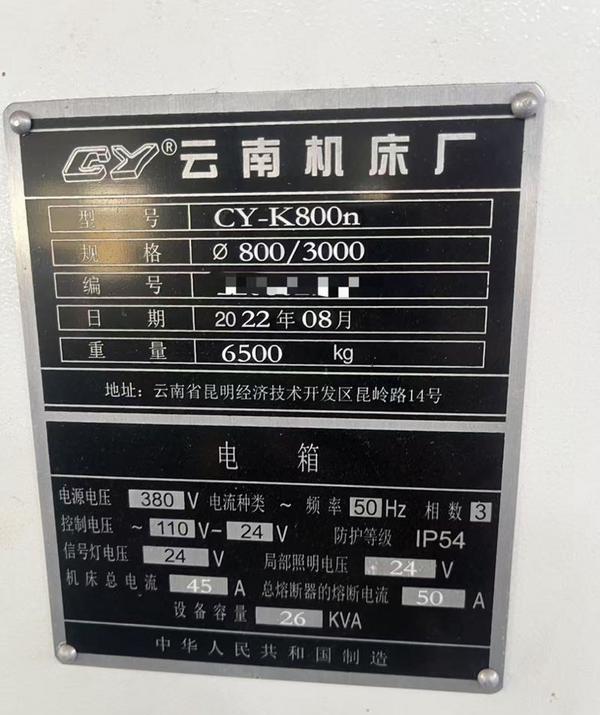 CY® 云南机床厂
型号 CY-K800n
规格 Ø 800/3000
编号
日期 2022年08月
重量 6500 kg
地址：云南省昆明经济技术开发区昆岭路14号
电箱
电源电压 380 V 电流种类 ~ 频率 50 Hz 相数 3
控制电压 ~ 110 V- 24 V 防护等级 IP54
信号灯电压 24 V 局部照明电压 24 V
机床总电流 45 A 总熔断器的熔断电流 50 A
设备容量 26 KVA
中华人民共和国制造